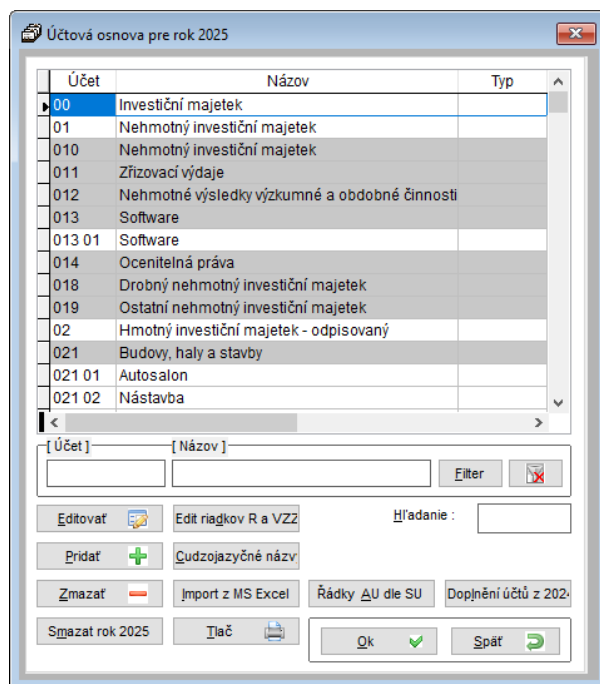 Účtová osnova pre rok 2025
Účet Názov Typ
00 Investiční majetek
01 Nehmotný investiční majetek
010 Nehmotný investiční majetek
011 Zřizovací výdaje
012 Nehmotné výsledky výzkumné a obdobné činnosti
013 Software
013 01 Software
014 Ocenitelná práva
018 Drobný nehmotný investiční majetek
019 Ostatní nehmotný investiční majetek
02 Hmotný investiční majetek - odpisovaný
021 Budovy, haly a stavby
021 01 Autosalon
021 02 Nástavba
[ Účet ] [ Názov ]
Filter
Editovať Edit riadkov R a VZZ Hľadanie :
Pridať Cudzojazyčné názvy
Zmazať Import z MS Excel Řádky AU dle SU Doplnění účtů z 2024
Smazat rok 2025 Tlač Ok Späť